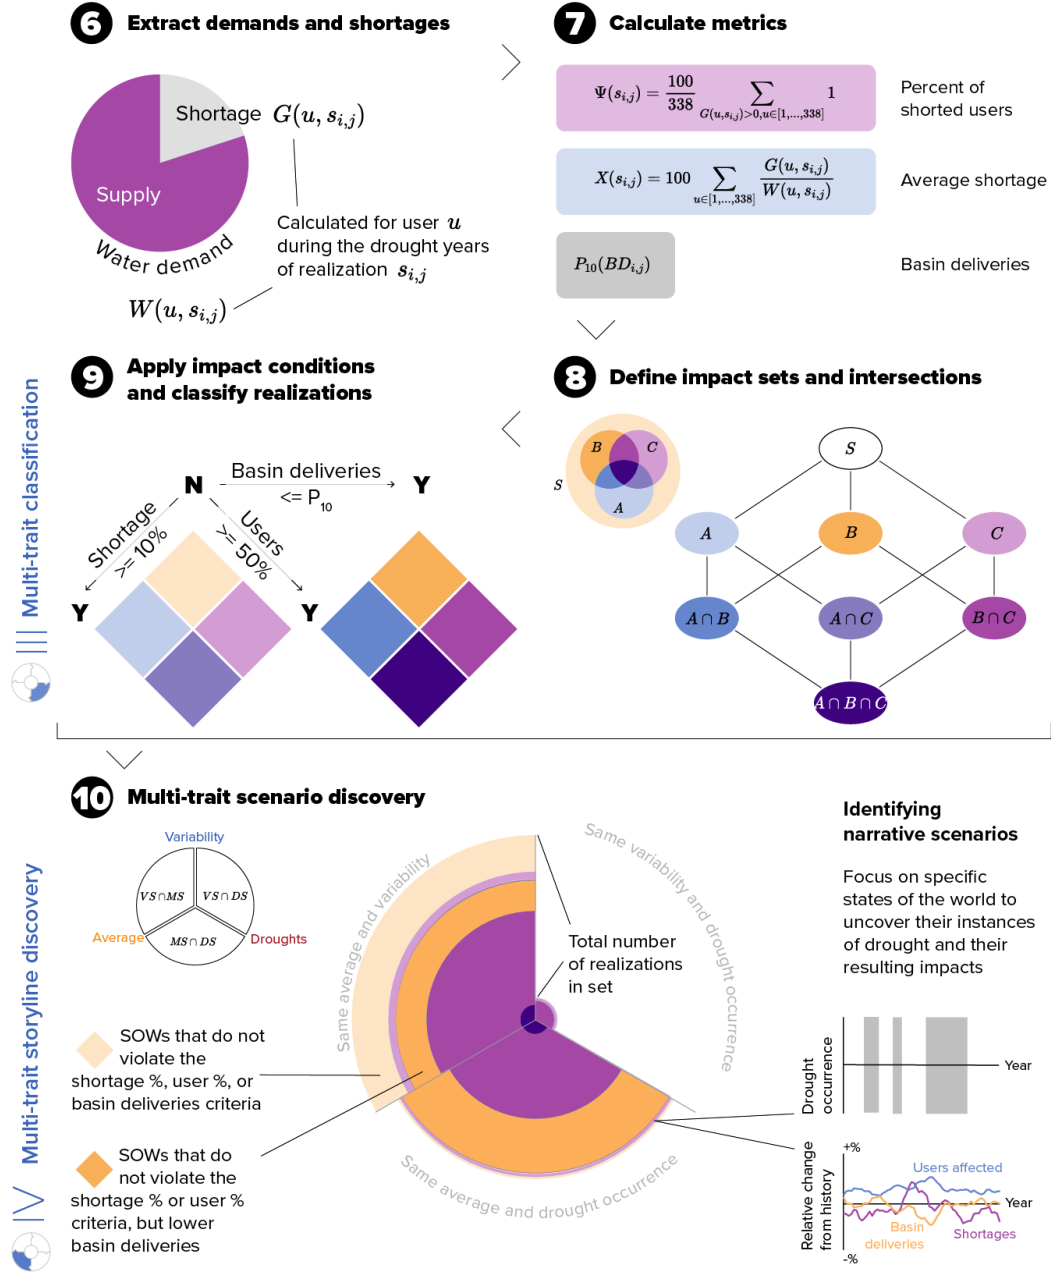 6 Extract demands and shortages
Shortage G(u, s_{i,j})
Supply
Water demand
W(u, s_{i,j})
Calculated for user u
during the drought years
of realization s_{i,j}
7 Calculate metrics
Ψ(s_{i,j}) = 100/338 ∑_{G(u,s_{i,j})>0,u∈[1,...,338]} 1
Percent of
shorted users
X(s_{i,j}) = 100 ∑_{u∈[1,...,338]} G(u, s_{i,j})/W(u, s_{i,j})
Average shortage
P_{10}(BD_{i,j})
Basin deliveries
Multi-trait classification
9 Apply impact conditions
and classify realizations
N
Basin deliveries
<= P_{10}
Y
Shortage
>= 10%
Users
>= 50%
Y
Y
8 Define impact sets and intersections
B
C
S
A
S
A
B
C
A ∩ B
A ∩ C
B ∩ C
A ∩ B ∩ C
Multi-trait storyline discovery
10 Multi-trait scenario discovery
Variability
VS∩MS
VS∩DS
Average
MS∩DS
Droughts
Same average and variability
Same variability and drought occurrence
Same average and drought occurrence
Total number
of realizations
in set
SOWs that do not
violate the
shortage %, user %, or
basin deliveries criteria
SOWs that do
not violate the
shortage % or user %
criteria, but lower
basin deliveries
Identifying
narrative scenarios
Focus on specific
states of the world to
uncover their instances
of drought and their
resulting impacts
Drought
occurrence
Year
Relative change
from history
+%
Users affected
Year
Basin
deliveries
Shortages
-%